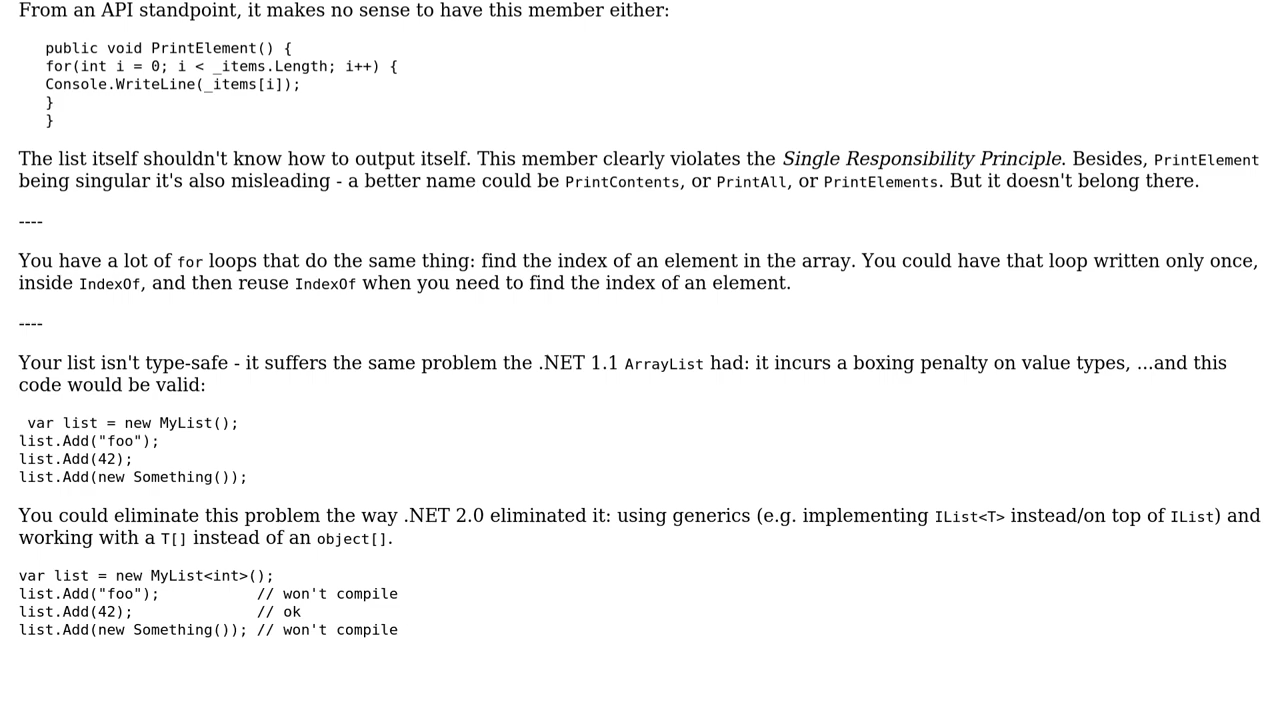 From an API standpoint, it makes no sense to have this member either:
public void PrintElement() {
for(int i = 0; i < _items.Length; i++) {
Console.WriteLine(_items[i]);
}
}
The list itself shouldn't know how to output itself. This member clearly violates the Single Responsibility Principle. Besides, PrintElement
being singular it's also misleading - a better name could be PrintContents, or PrintAll, or PrintElements. But it doesn't belong there.
----
You have a lot of for loops that do the same thing: find the index of an element in the array. You could have that loop written only once,
inside IndexOf, and then reuse IndexOf when you need to find the index of an element.
----
Your list isn't type-safe - it suffers the same problem the .NET 1.1 ArrayList had: it incurs a boxing penalty on value types, ...and this
code would be valid:
var list = new MyList();
list.Add("foo");
list.Add(42);
list.Add(new Something());
You could eliminate this problem the way .NET 2.0 eliminated it: using generics (e.g. implementing IList<T> instead/on top of IList) and
working with a T[] instead of an object[].
var list = new MyList<int>();
list.Add("foo");           // won't compile
list.Add(42);              // ok
list.Add(new Something()); // won't compile